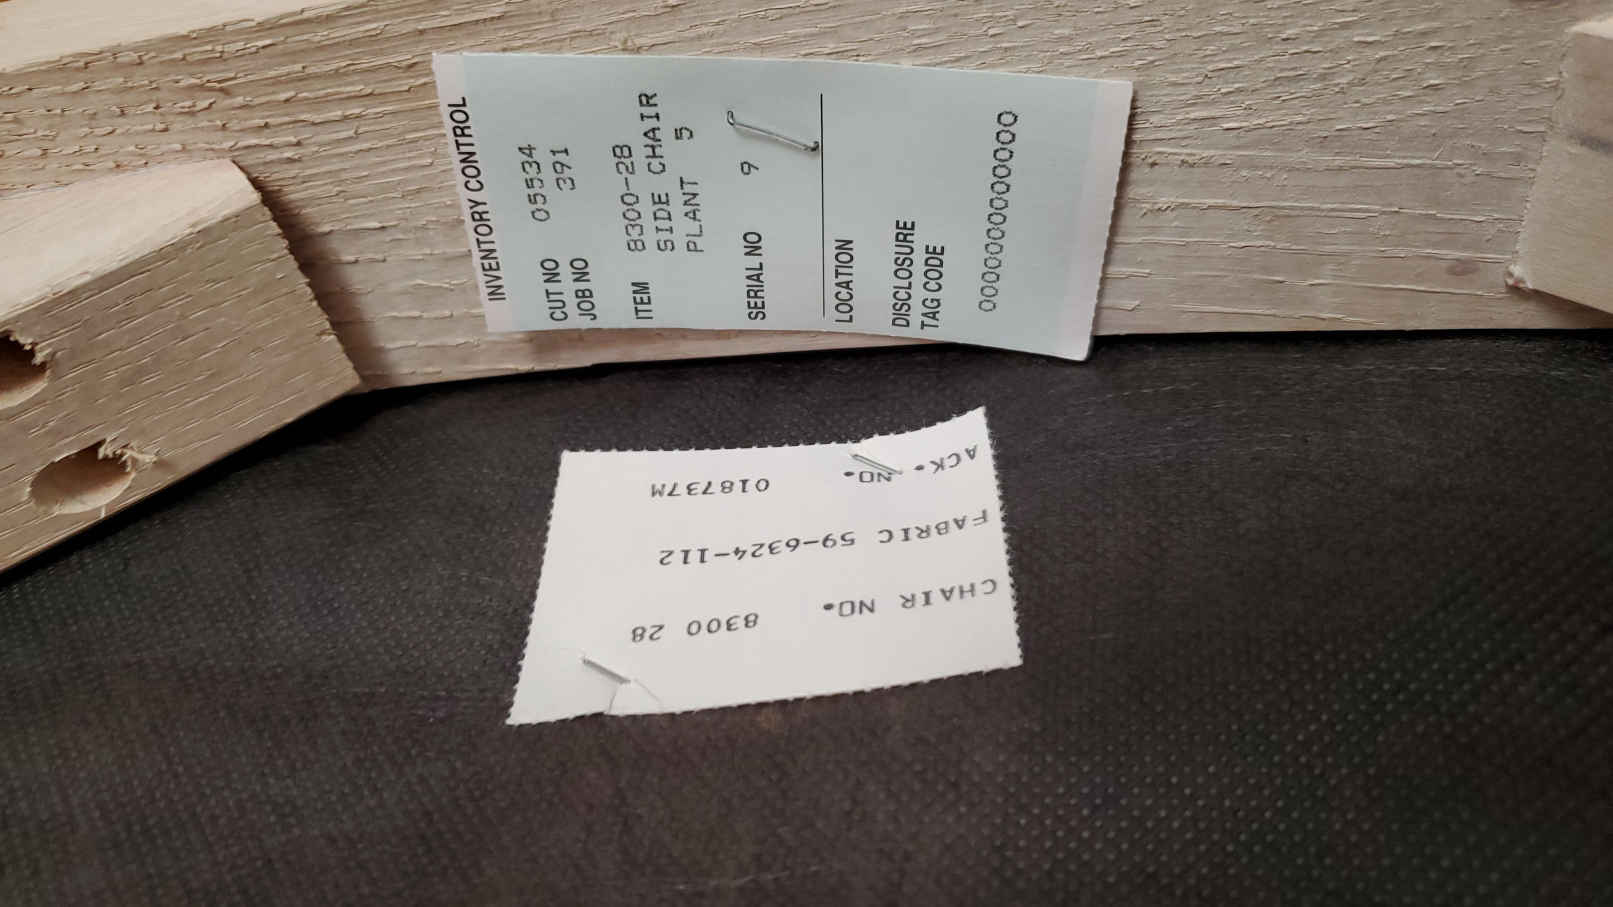 INVENTORY CONTROL
CUT NO 05534
JOB NO 391
ITEM 8300-28
SIDE CHAIR
PLANT 5
SERIAL NO 9
LOCATION
DISCLOSURE
TAG CODE
000000000000000
ACK. NO. 018737M
FABRIC 59-6324-112
CHAIR NO. 8300 28